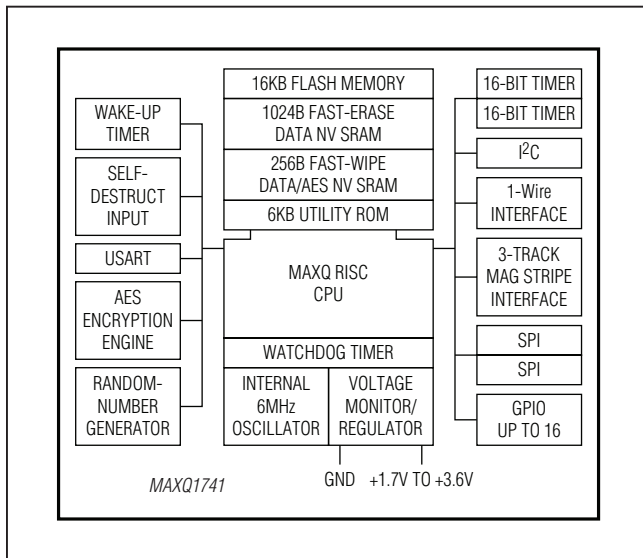 WAKE-UP
TIMER
SELF-
DESTRUCT
INPUT
USART
AES
ENCRYPTION
ENGINE
RANDOM-
NUMBER
GENERATOR
16KB FLASH MEMORY
1024B FAST-ERASE
DATA NV SRAM
256B FAST-WIPE
DATA/AES NV SRAM
6KB UTILITY ROM
MAXQ RISC
CPU
WATCHDOG TIMER
INTERNAL
6MHz
OSCILLATOR
VOLTAGE
MONITOR/
REGULATOR
16-BIT TIMER
16-BIT TIMER
I2C
1-Wire
INTERFACE
3-TRACK
MAG STRIPE
INTERFACE
SPI
SPI
GPIO
UP TO 16
MAXQ1741
GND +1.7V TO +3.6V